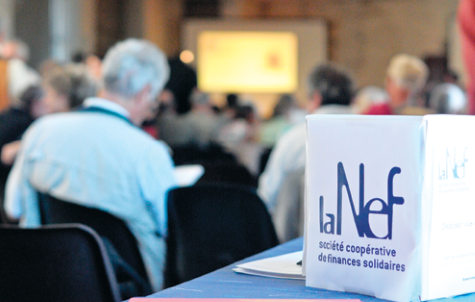 la Nef
société coopérative
de finances solidaires